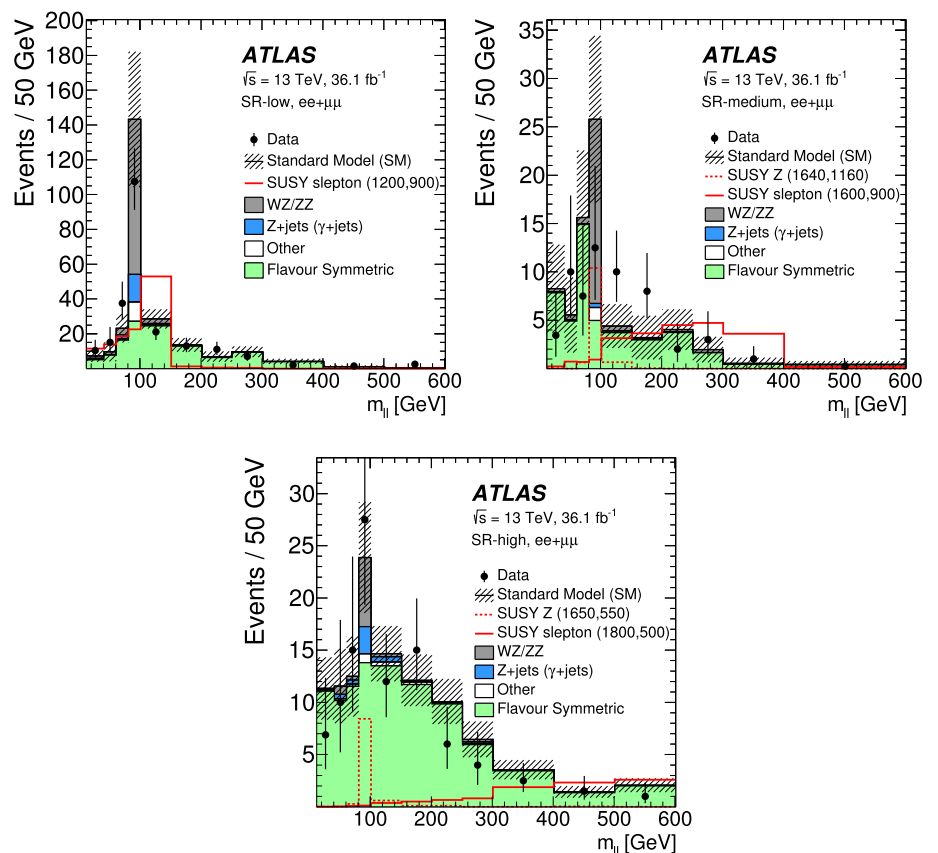 Events / 50 GeV
200
180
160
140
120
100
80
60
40
20
ATLAS
√s = 13 TeV, 36.1 fb⁻¹
SR-low, ee+μμ
Data
Standard Model (SM)
SUSY slepton (1200,900)
WZ/ZZ
Z+jets (γ+jets)
Other
Flavour Symmetric
100 200 300 400 500 600
m_ll [GeV]
Events / 50 GeV
35
30
25
20
15
10
5
ATLAS
√s = 13 TeV, 36.1 fb⁻¹
SR-medium, ee+μμ
Data
Standard Model (SM)
SUSY Z (1640,1160)
SUSY slepton (1600,900)
WZ/ZZ
Z+jets (γ+jets)
Other
Flavour Symmetric
100 200 300 400 500 600
m_ll [GeV]
Events / 50 GeV
30
25
20
15
10
5
ATLAS
√s = 13 TeV, 36.1 fb⁻¹
SR-high, ee+μμ
Data
Standard Model (SM)
SUSY Z (1650,550)
SUSY slepton (1800,500)
WZ/ZZ
Z+jets (γ+jets)
Other
Flavour Symmetric
100 200 300 400 500 600
m_ll [GeV]